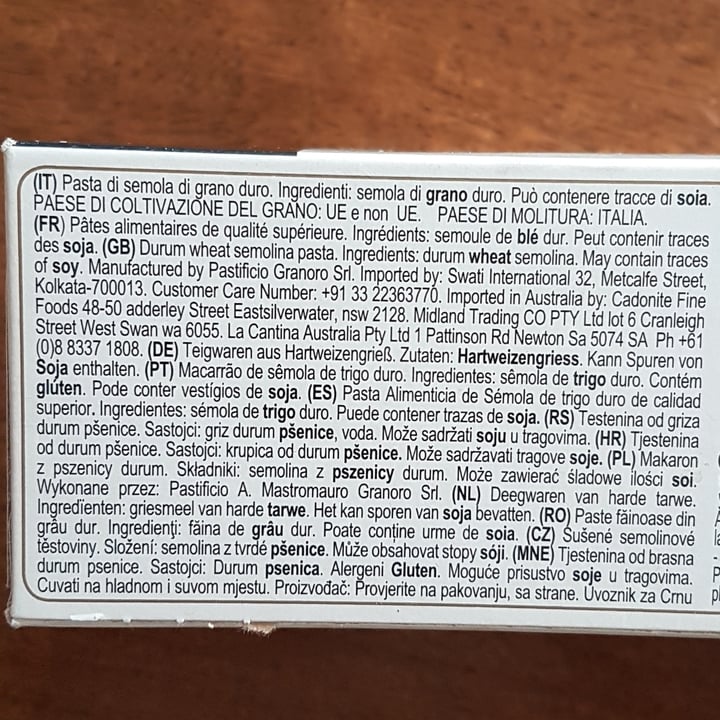 (IT) Pasta di semola di grano duro. Ingredienti: semola di grano duro. Può contenere tracce di soia.
PAESE DI COLTIVAZIONE DEL GRANO: UE e non UE. PAESE DI MOLITURA: ITALIA.
(FR) Pâtes alimentaires de qualité supérieure. Ingrédients: semoule de blé dur. Peut contenir traces
des soja. (GB) Durum wheat semolina pasta. Ingredients: durum wheat semolina. May contain traces
of soy. Manufactured by Pastificio Granoro Srl. Imported by: Swati International 32, Metcalfe Street,
Kolkata-700013. Customer Care Number: +91 33 22363770. Imported in Australia by: Cadonite Fine
Foods 48-50 adderley Street Eastsilverwater, nsw 2128. Midland Trading CO PTY Ltd lot 6 Cranleigh
Street West Swan wa 6055. La Cantina Australia Pty Ltd 1 Pattinson Rd Newton Sa 5074 SA Ph +61
(0)8 8337 1808. (DE) Teigwaren aus Hartweizengrieß. Zutaten: Hartweizengriess. Kann Spuren von
Soja enthalten. (PT) Macarrão de sêmola de trigo duro. Ingredientes: sêmola de trigo duro. Contém
glúten. Pode conter vestígios de soja. (ES) Pasta Alimenticia de Sémola de trigo duro de calidad
superior. Ingredientes: sémola de trigo duro. Puede contener trazas de soja. (RS) Testenina od griza
durum pšenice. Sastojci: griz durum pšenice, voda. Može sadržati soju u tragovima. (HR) Tjestenina
od durum pšenice. Sastojci: krupica od durum pšenice. Može sadržavati tragove soje. (PL) Makaron
z pszenicy durum. Składniki: semolina z pszenicy durum. Może zawierać śladowe ilości soi.
Wykonane przez: Pastificio A. Mastromauro Granoro Srl. (NL) Deegwaren van harde tarwe.
Ingredïenten: griesmeel van harde tarwe. Het kan sporen van soja bevatten. (RO) Paste făinoase din
grâu dur. Ingredienţi: făina de grâu dur. Poate conține urme de soia. (CZ) Sušené semolinové
těstoviny. Složení: semolina z tvrdé pšenice. Může obsahovat stopy sóji. (MNE) Tjestenina od brasna
durum psenice. Sastojci: Durum psenica. Alergeni Gluten. Moguće prisustvo soje u tragovima.
Cuvati na hladnom i suvom mjestu. Proizvođač: Provjerite na pakovanju, sa strane. Uvoznik za Crnu